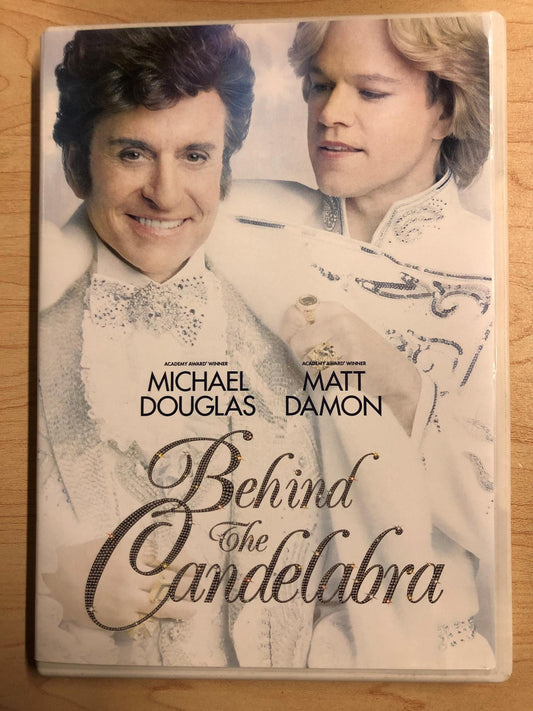 ACADEMY AWARD® WINNER ACADEMY AWARD® WINNER
MICHAEL MATT
DOUGLAS DAMON
Behind
The
Candelabra